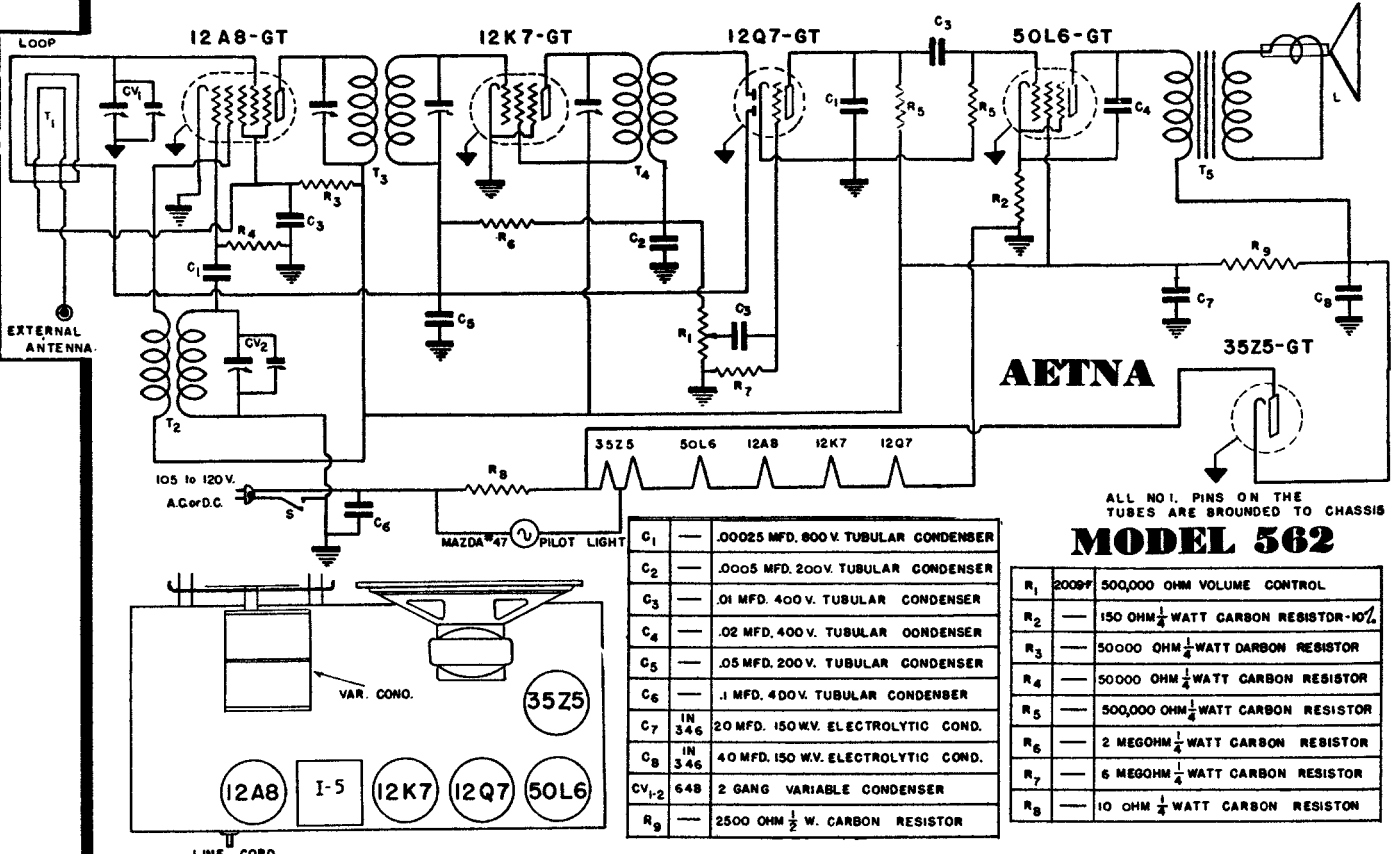 LOOP
12A8-GT
12K7-GT
12Q7-GT
C3
50L6-GT
CV1
T1
C1
R5
R5
C4
L
T3
T4
T5
R3
R2
C3
R4
R6
C2
R9
C1
C5
C3
C7
C8
EXTERNAL
ANTENNA.
CV2
R1
35Z5-GT
R7
AETNA
T2
35Z5
50L6
12A8
12K7
12Q7
105 to 120 V.
A.C. or D.C.
R8
S
C6
MAZDA #47
PILOT LIGHT
ALL NO 1. PINS ON THE
TUBES ARE BROUNDED TO CHASSIS
MODEL 562
C1 — .00025 MFD. 800 V. TUBULAR CONDENSER
C2 — .0005 MFD. 200V. TUBULAR CONDENSER
C3 — .01 MFD. 400 V. TUBULAR CONDENSER
C4 — .02 MFD. 400 V. TUBULAR OONDENSER
C5 — .05 MFD. 200 V. TUBULAR CONDENSER
C6 — .1 MFD. 400V. TUBULAR CONDENBER
C7 IN 346 20 MFD. 150 W.V. ELECTROLYTIC COND.
C8 IN 346 40 MFD. 150 W.V. ELECTROLYTIC COND.
CV1-2 648 2 GANG VARIABLE CONDENSER
R9 — 2500 OHM 1/2 W. CARBON RESISTOR
R1 2009-F 500,000 OHM VOLUME CONTROL
R2 — 150 OHM 1/4 WATT CARBON RESISTOR-10%
R3 — 50000 OHM 1/4 WATT DARBON RESISTOR
R4 — 50000 OHM 1/4 WATT CARBON RESISTOR
R5 — 500,000 OHM 1/4 WATT CARBON RESISTOR
R6 — 2 MEGOHM 1/4 WATT CARBON REBISTOR
R7 — 6 MEGOHM 1/4 WATT CARBON RESISTOR
R8 — 10 OHM 1/4 WATT CARBON RESISTON
VAR. COND.
35Z5
12A8
I-5
12K7
12Q7
50L6
LINE CORD